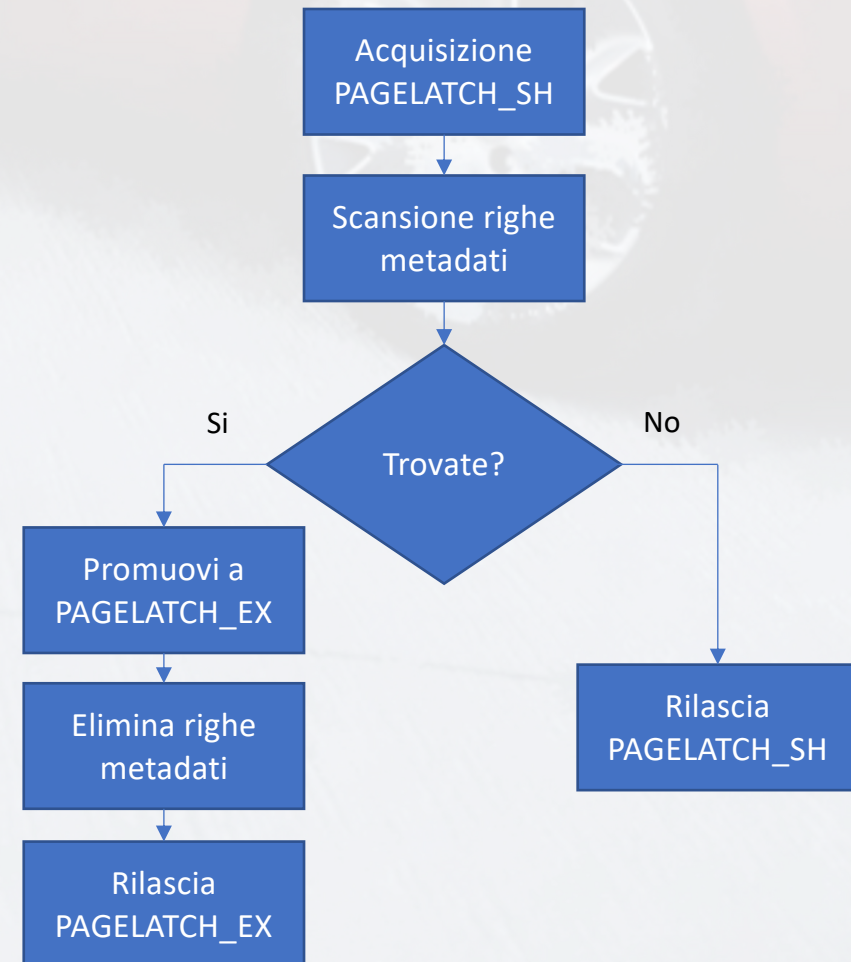 Acquisizione
PAGELATCH_SH
Scansione righe
metadati
Trovate?
Si
No
Promuovi a
PAGELATCH_EX
Elimina righe
metadati
Rilascia
PAGELATCH_EX
Rilascia
PAGELATCH_SH